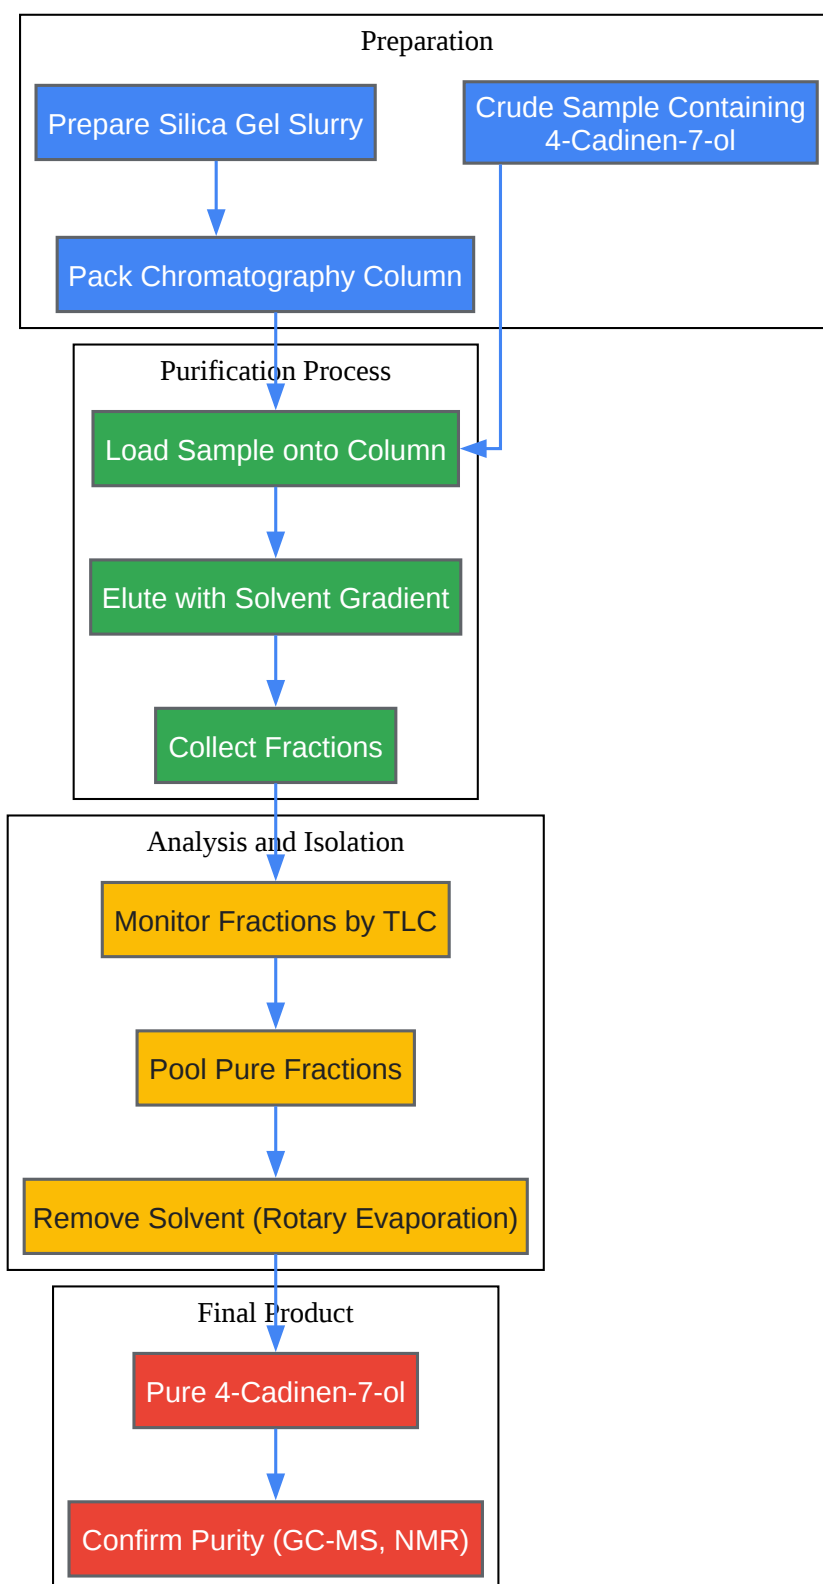 Preparation
Prepare Silica Gel Slurry
Crude Sample Containing
4-Cadinen-7-ol
Pack Chromatography Column
Purification Process
Load Sample onto Column
Elute with Solvent Gradient
Collect Fractions
Analysis and Isolation
Monitor Fractions by TLC
Pool Pure Fractions
Remove Solvent (Rotary Evaporation)
Final Product
Pure 4-Cadinen-7-ol
Confirm Purity (GC-MS, NMR)